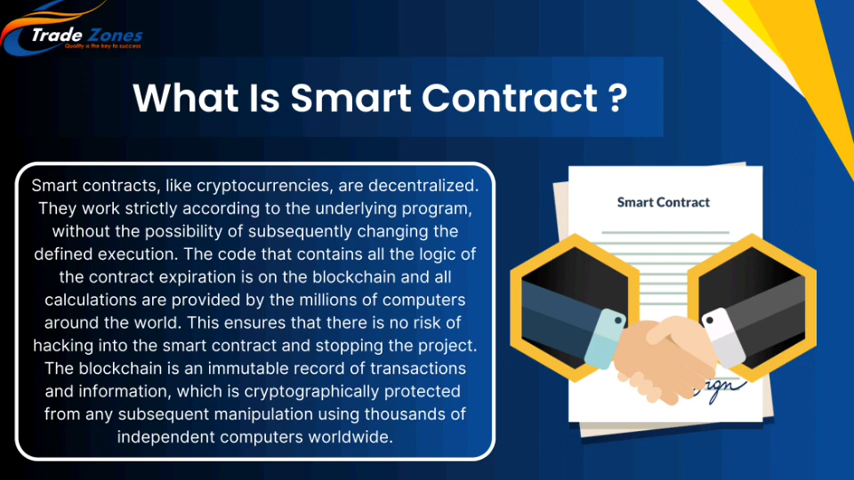 Trade Zones
Quality is the key to success
What Is Smart Contract ?
Smart contracts, like cryptocurrencies, are decentralized.
They work strictly according to the underlying program,
without the possibility of subsequently changing the
defined execution. The code that contains all the logic of
the contract expiration is on the blockchain and all
calculations are provided by the millions of computers
around the world. This ensures that there is no risk of
hacking into the smart contract and stopping the project.
The blockchain is an immutable record of transactions
and information, which is cryptographically protected
from any subsequent manipulation using thousands of
independent computers worldwide.
Smart Contract